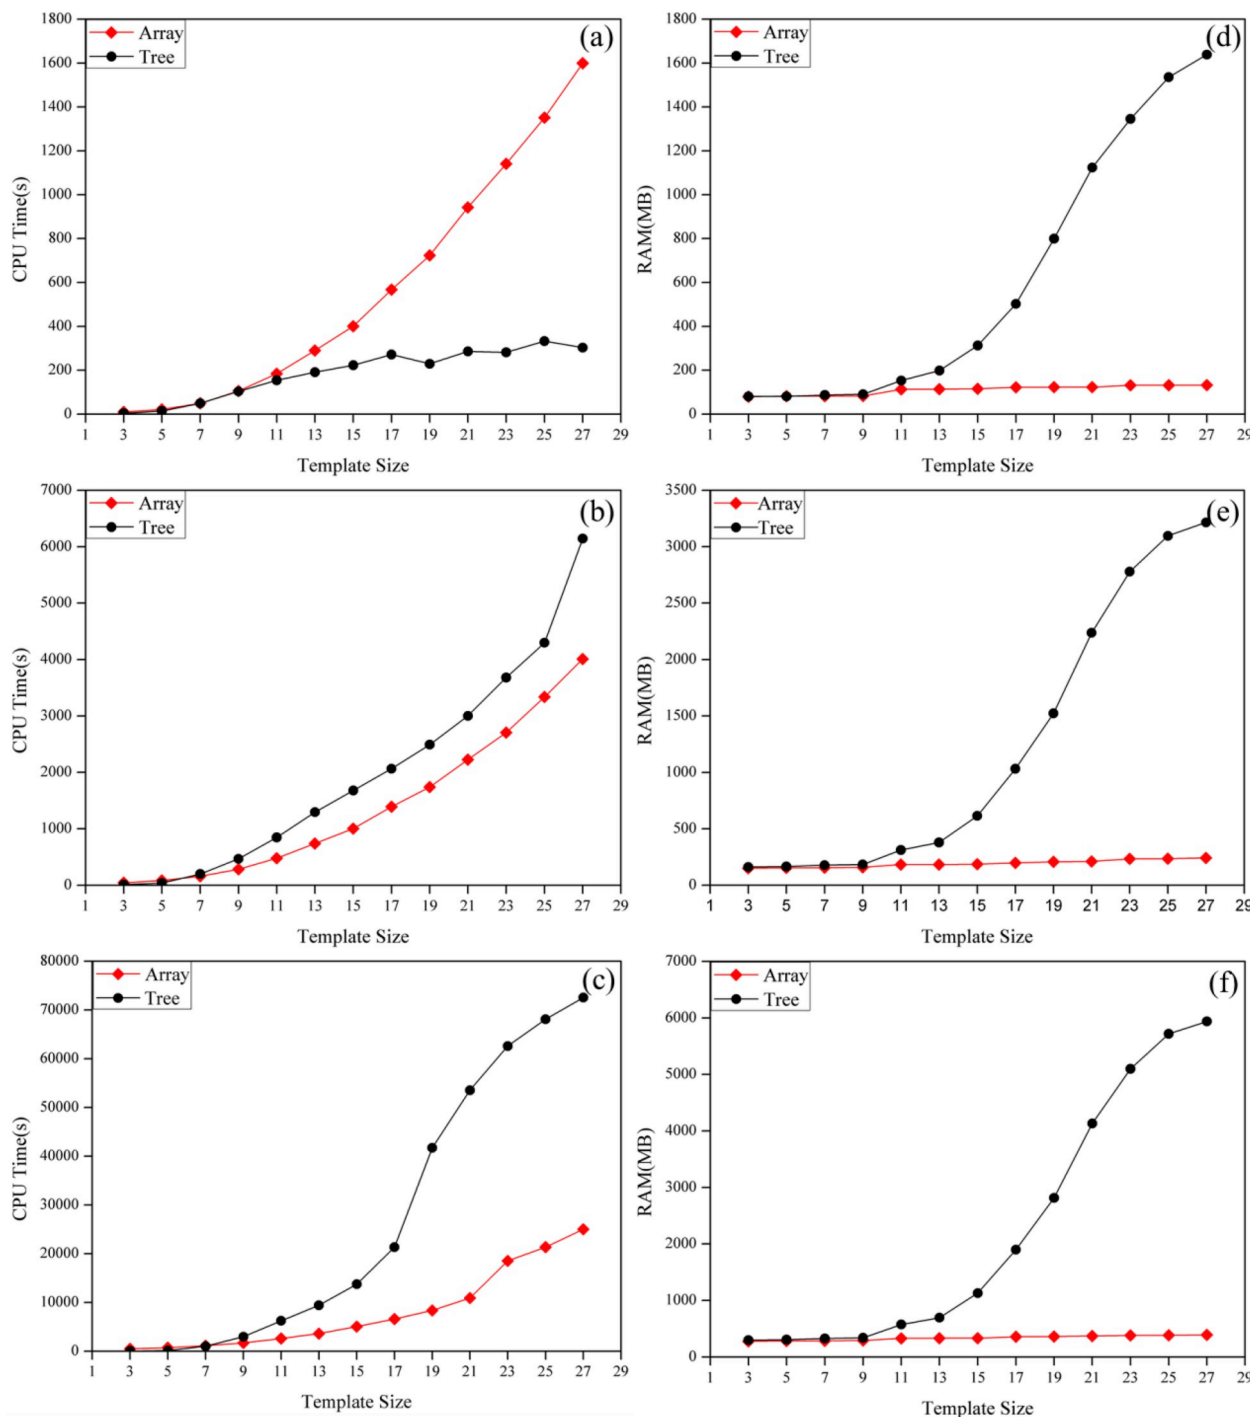 (a)
Array
Tree
1800
1600
1400
1200
1000
800
600
400
200
0
CPU Time(s)
1 3 5 7 9 11 13 15 17 19 21 23 25 27 29
Template Size
(d)
Array
Tree
1800
1600
1400
1200
1000
800
600
400
200
0
RAM(MB)
1 3 5 7 9 11 13 15 17 19 21 23 25 27 29
Template Size
(b)
Array
Tree
7000
6000
5000
4000
3000
2000
1000
0
CPU Time(s)
1 3 5 7 9 11 13 15 17 19 21 23 25 27 29
Template Size
(e)
Array
Tree
3500
3000
2500
2000
1500
1000
500
0
RAM(MB)
1 3 5 7 9 11 13 15 17 19 21 23 25 27 29
Template Size
(c)
Array
Tree
80000
70000
60000
50000
40000
30000
20000
10000
0
CPU Time(s)
1 3 5 7 9 11 13 15 17 19 21 23 25 27 29
Template Size
(f)
Array
Tree
7000
6000
5000
4000
3000
2000
1000
0
RAM(MB)
1 3 5 7 9 11 13 15 17 19 21 23 25 27 29
Template Size